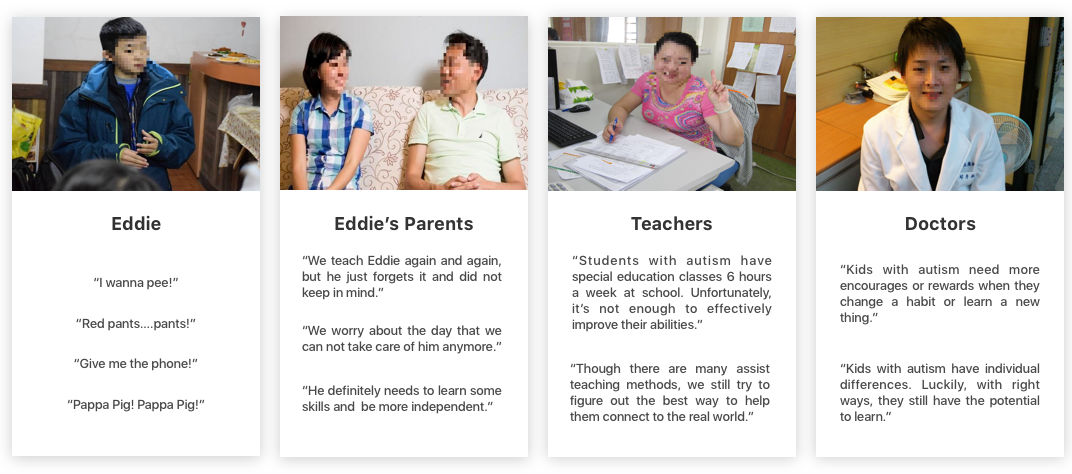 Eddie
“I wanna pee!”
“Red pants....pants!”
“Give me the phone!”
“Pappa Pig! Pappa Pig!”
Eddie’s Parents
“We teach Eddie again and again,
but he just forgets it and did not
keep in mind.”
“We worry about the day that we
can not take care of him anymore.”
“He definitely needs to learn some
skills and  be more independent.”
Teachers
“Students with autism have
special education classes 6 hours
a week at school. Unfortunately,
it’s not enough to effectively
improve their abilities.”
“Though there are many assist
teaching methods, we still try to
figure out the best way to help
them connect to the real world.”
Doctors
“Kids with autism need more
encourages or rewards when they
change a habit or learn a new
thing.”
“Kids with autism have individual
differences. Luckily, with right
ways, they still have the potential
to learn.”